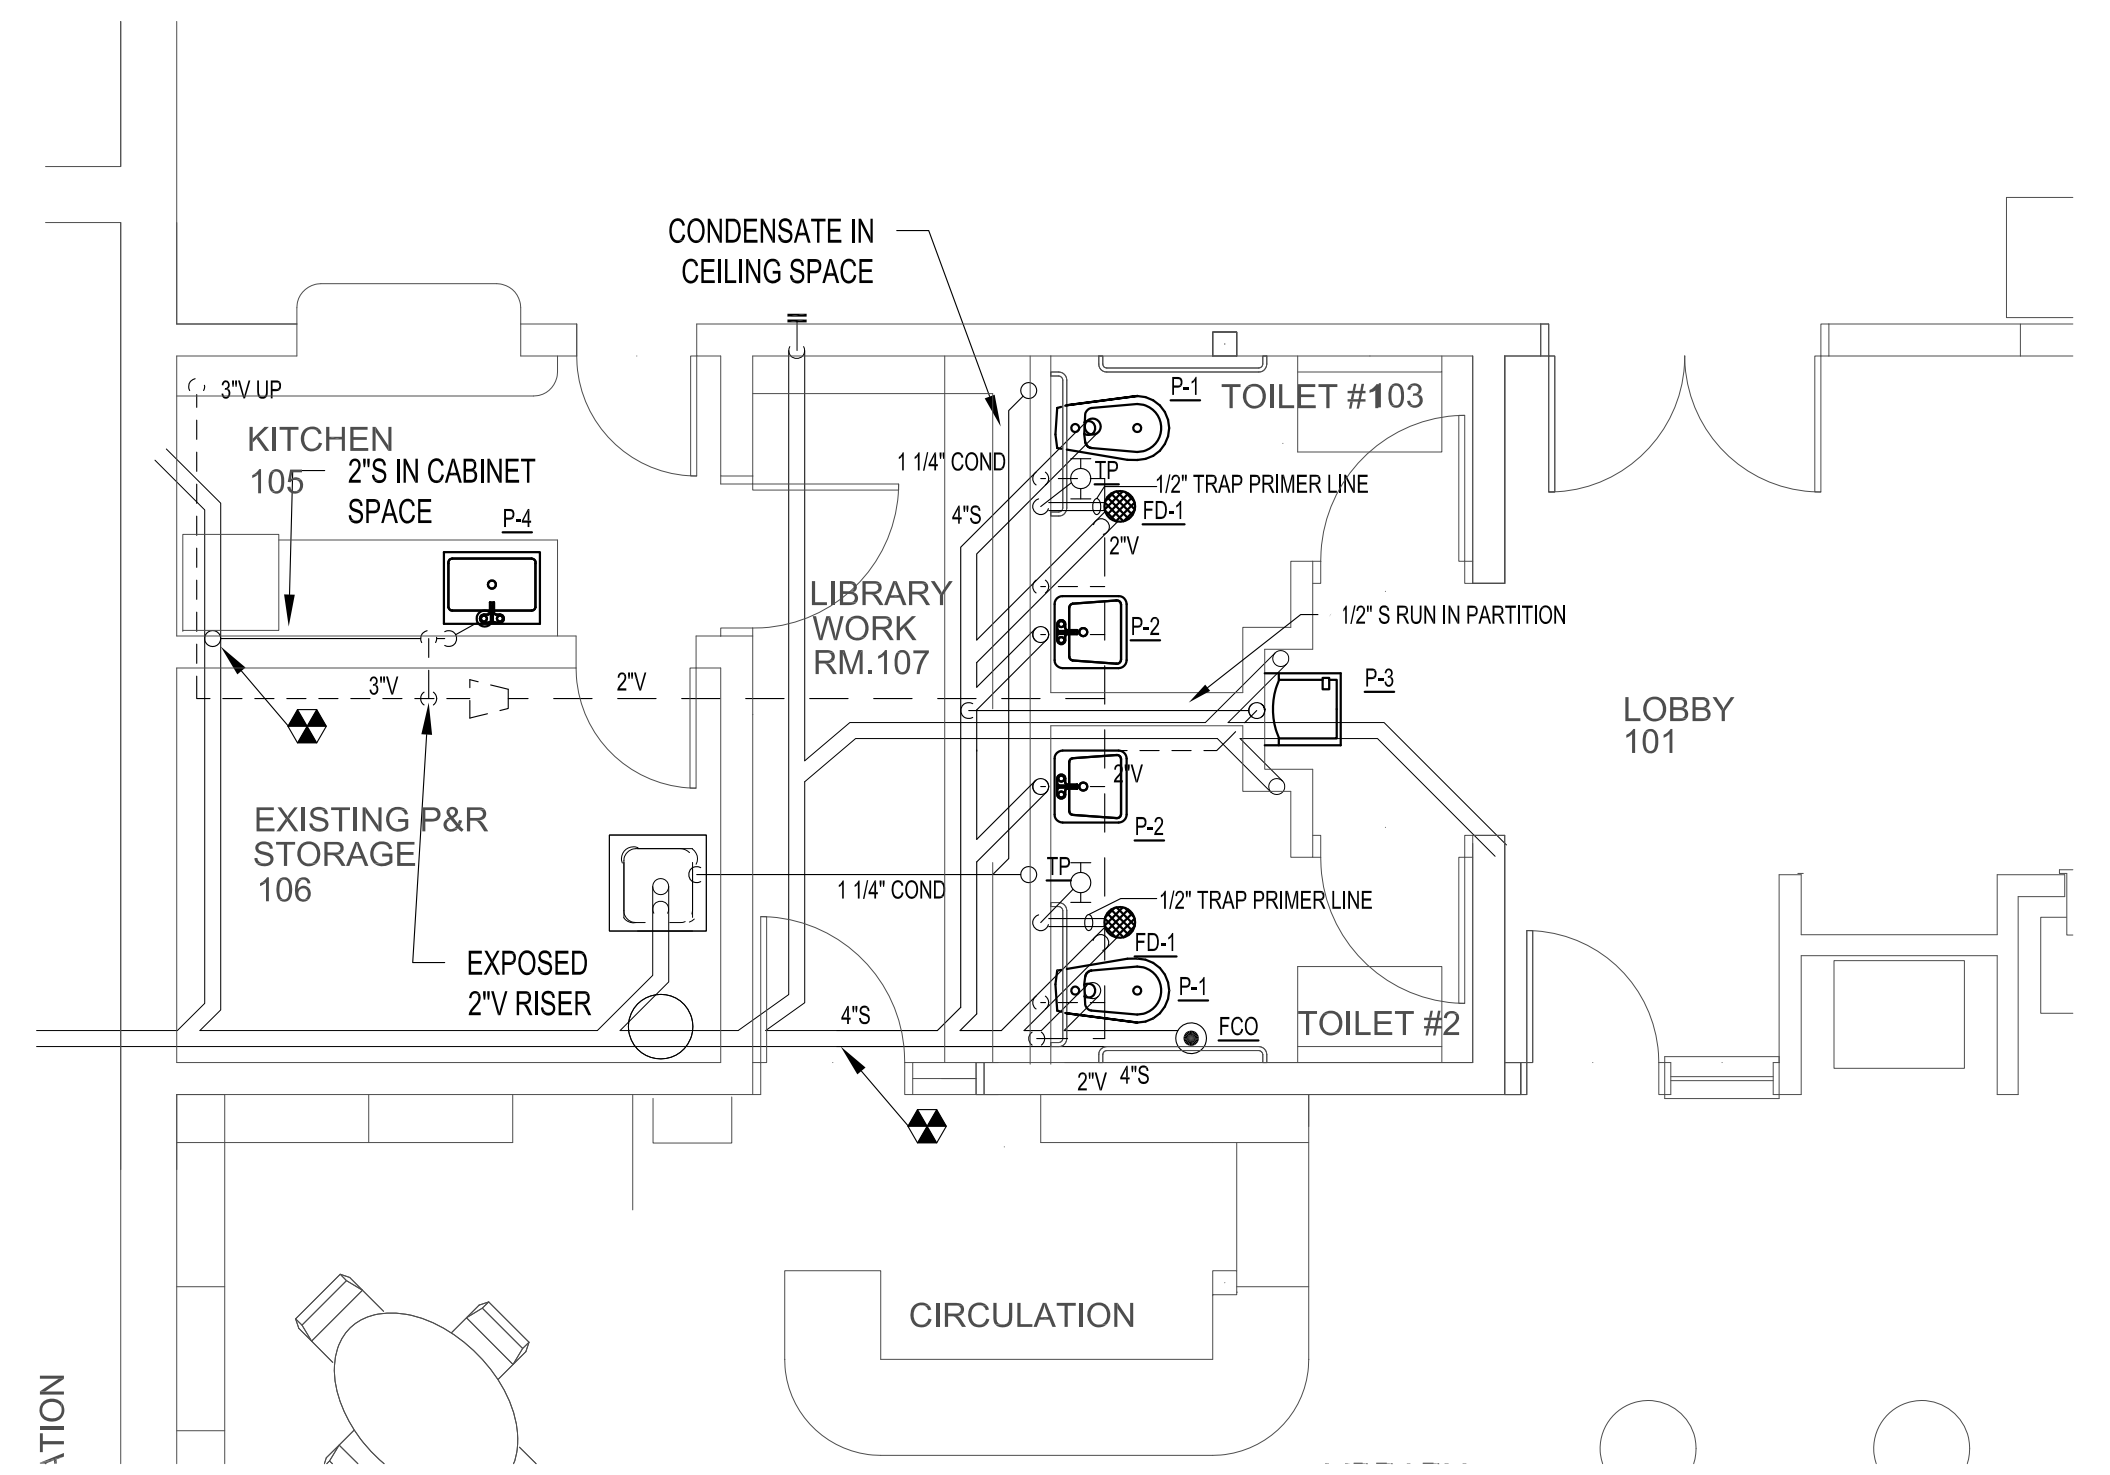 CONDENSATE IN
CEILING SPACE
3"V UP
KITCHEN
105
2"S IN CABINET
SPACE
P-4
P-1
TOILET #103
1 1/4" COND
TP
1/2" TRAP PRIMER LINE
4"S
FD-1
2"V
LIBRARY
WORK
RM.107
P-2
1/2" S RUN IN PARTITION
3"V
2"V
P-3
LOBBY
101
2"V
EXISTING P&R
STORAGE
106
P-2
TP
1 1/4" COND
1/2" TRAP PRIMER LINE
FD-1
EXPOSED
2"V RISER
P-1
4"S
FCO
TOILET #2
2"V
4"S
CIRCULATION